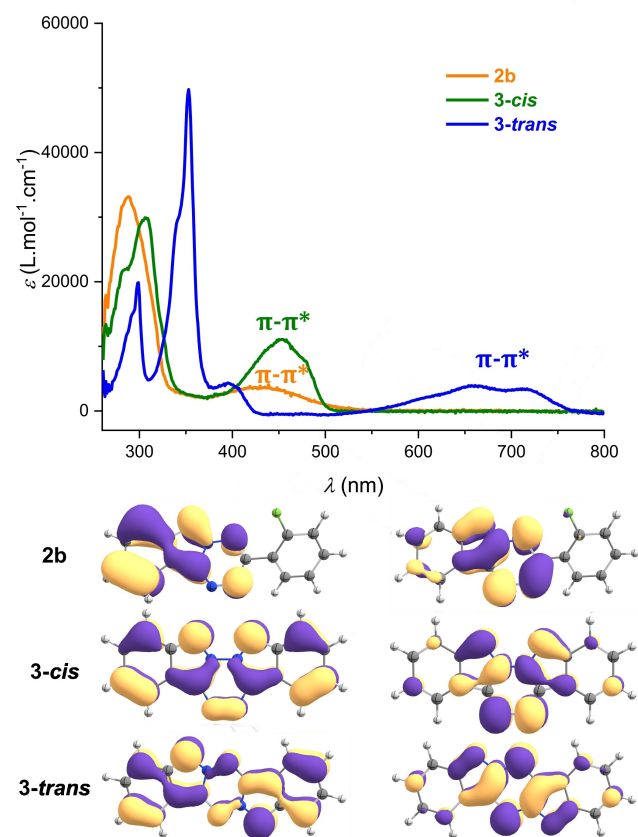 60000
40000
20000
0
ε (L.mol⁻¹.cm⁻¹)
2b
3-cis
3-trans
π-π*
π-π*
π-π*
300 400 500 600 700 800
λ (nm)
2b
3-cis
3-trans